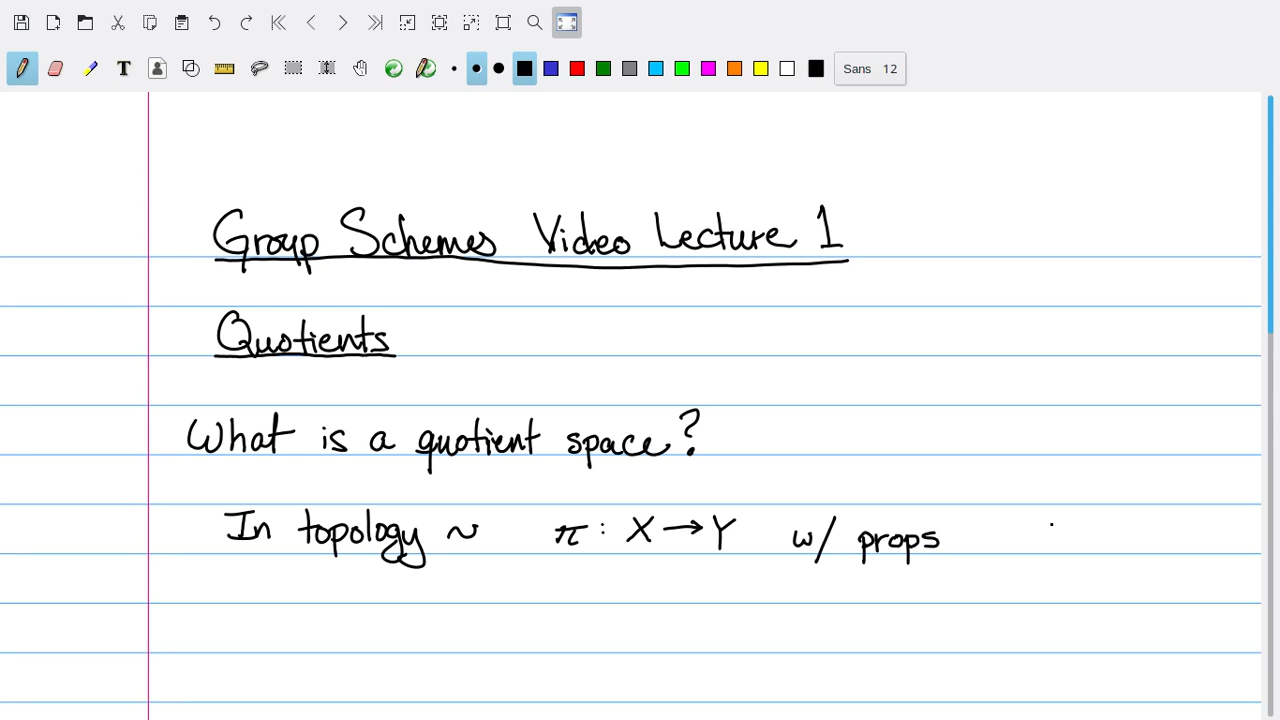 Sans 12
Group Schemes Video Lecture 1
Quotients
What is a quotient space?
In topology ~ π: X→Y w/ props